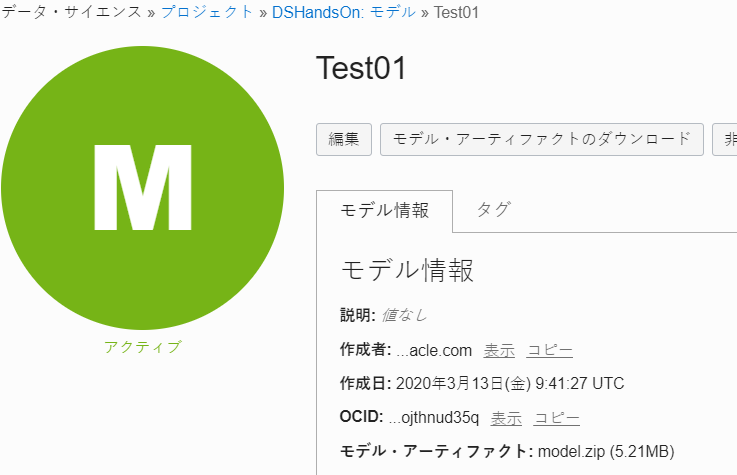 データ・サイエンス » プロジェクト » DSHandsOn: モデル » Test01
M
アクティブ
Test01
編集 モデル・アーティファクトのダウンロード 非
モデル情報 タグ
モデル情報
説明: 値なし
作成者: ...acle.com 表示 コピー
作成日: 2020年3月13日(金) 9:41:27 UTC
OCID: ...ojthnud35q 表示 コピー
モデル・アーティファクト: model.zip (5.21MB)